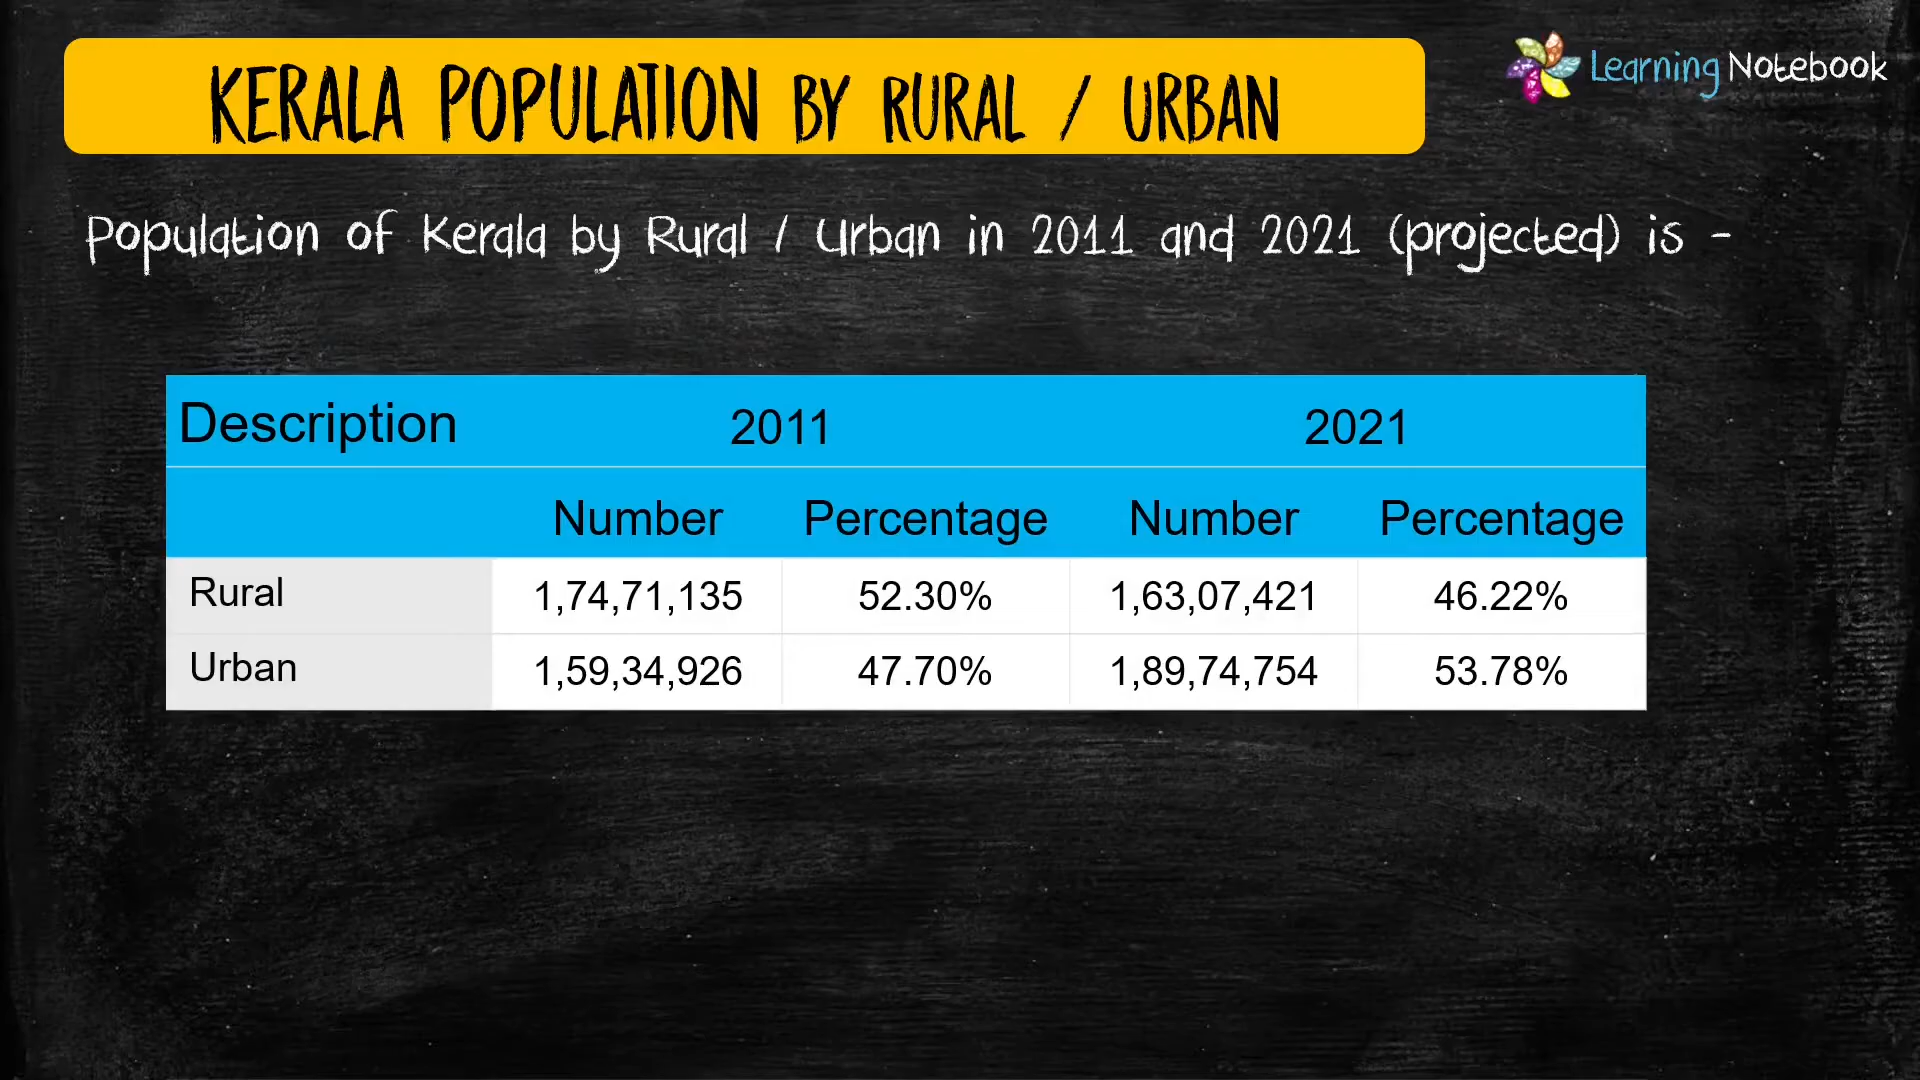 KERALA POPULATION BY RURAL / URBAN
Learning Notebook
Population of Kerala by Rural / Urban in 2011 and 2021 (projected) is -
Description 2011 2021
Number Percentage Number Percentage
Rural 1,74,71,135 52.30% 1,63,07,421 46.22%
Urban 1,59,34,926 47.70% 1,89,74,754 53.78%